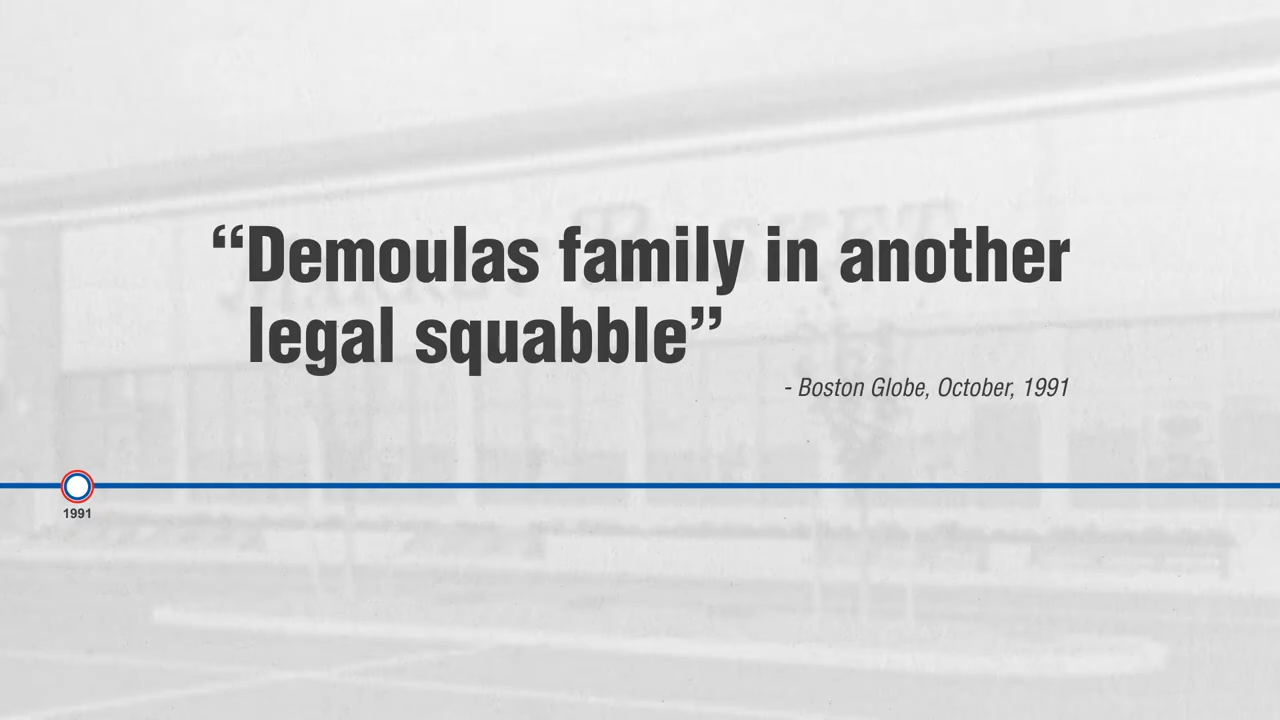 “Demoulas family in another
legal squabble”
- Boston Globe, October, 1991
1991